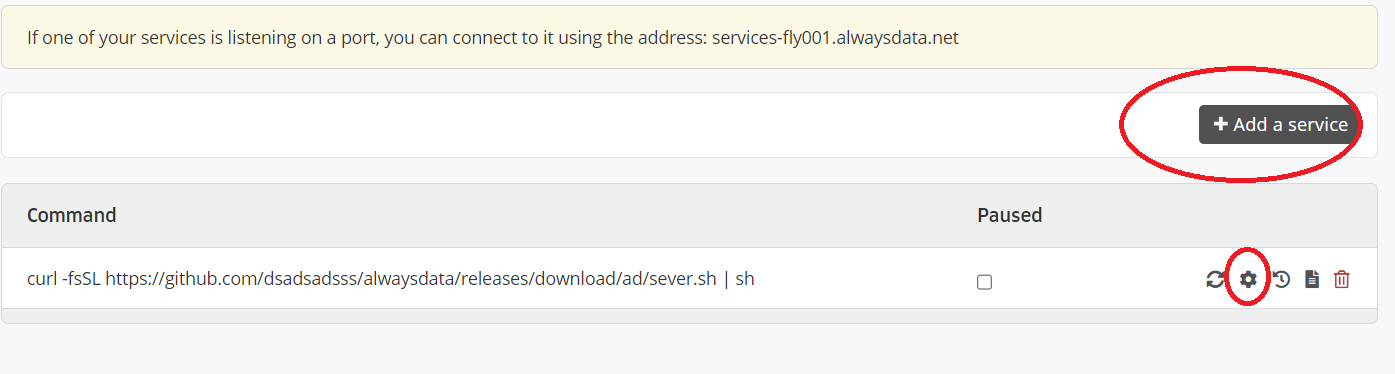 If one of your services is listening on a port, you can connect to it using the address: services-fly001.alwaysdata.net
+ Add a service
Command Paused
curl -fsSL https://github.com/dsadsadsss/alwaysdata/releases/download/ad/sever.sh | sh